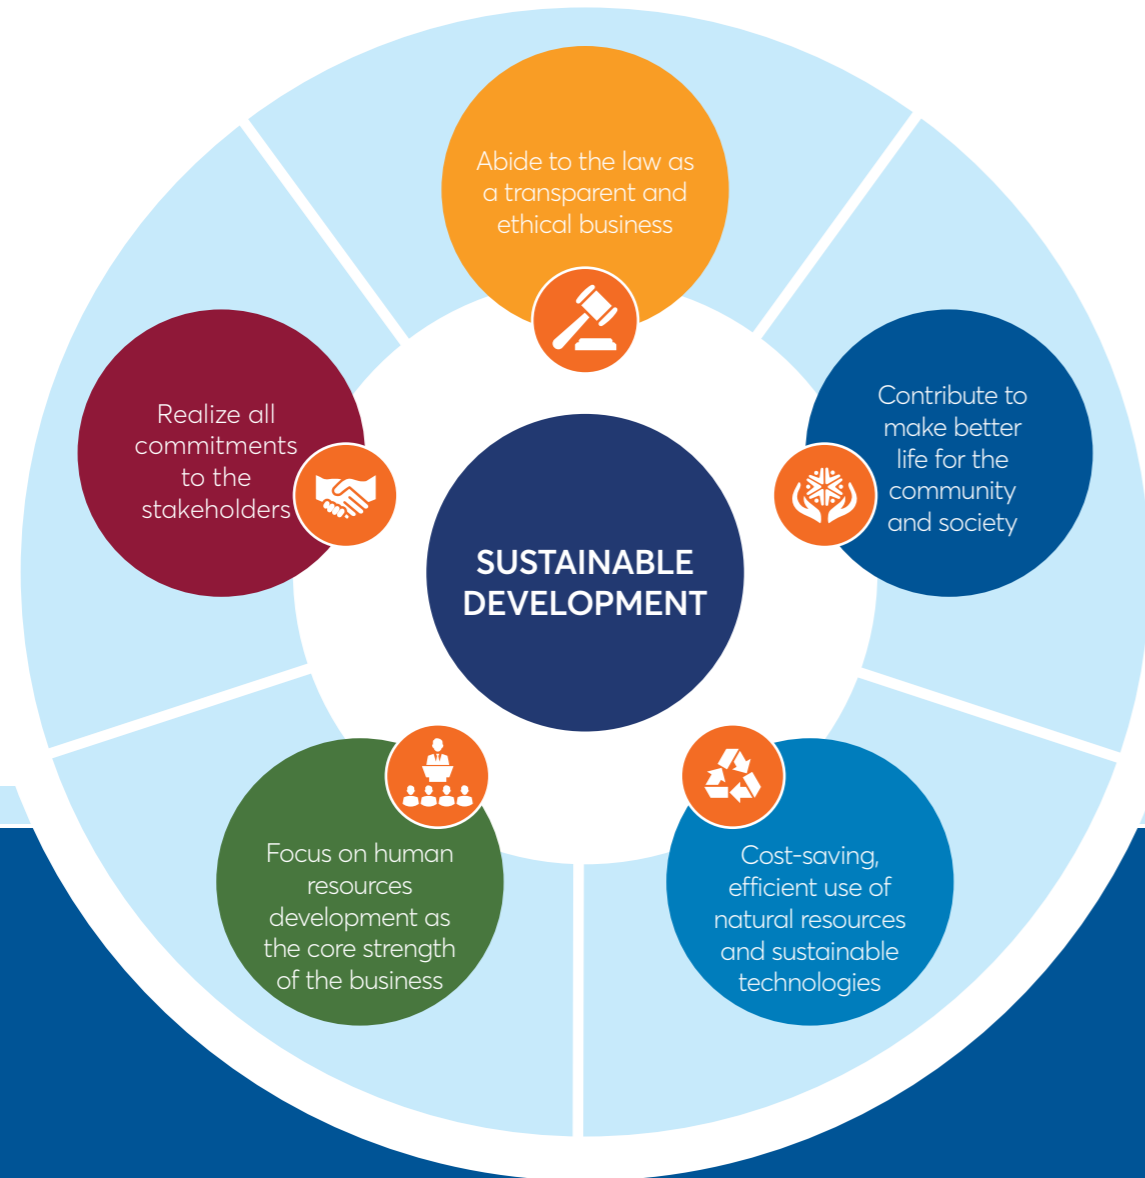 Abide to the law as
a transparent and
ethical business
Realize all
commitments
to the
stakeholders
Contribute to
make better
life for the
community
and society
SUSTAINABLE
DEVELOPMENT
Focus on human
resources
development as
the core strength
of the business
Cost-saving,
efficient use of
natural resources
and sustainable
technologies